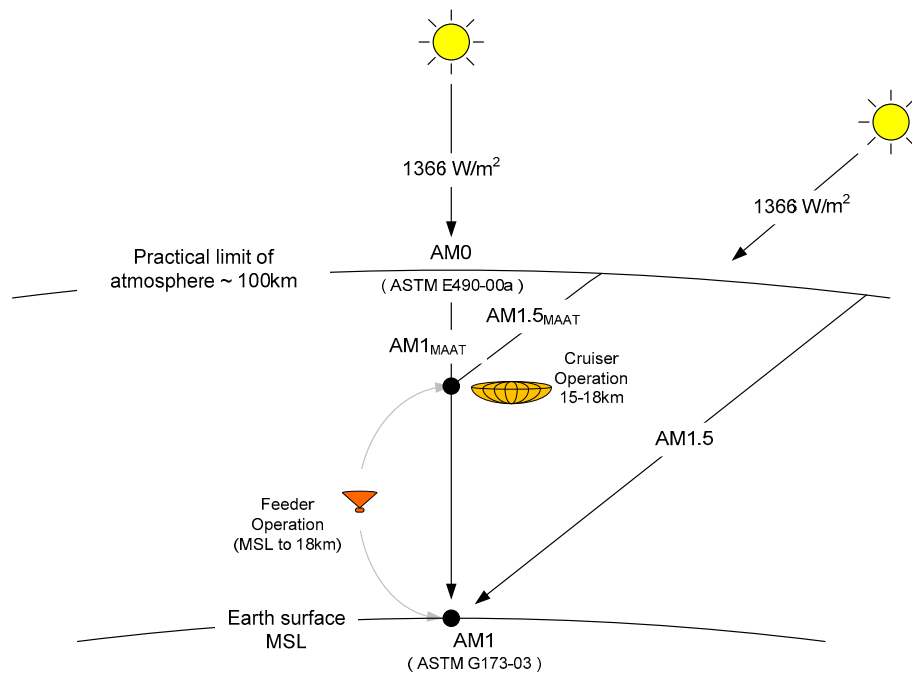 1366 W/m²
1366 W/m²
Practical limit of
atmosphere ~ 100km
AM0
( ASTM E490-00a )
AM1.5MAAT
AM1MAAT
Cruiser
Operation
15-18km
AM1.5
Feeder
Operation
(MSL to 18km)
Earth surface
MSL
AM1
( ASTM G173-03 )